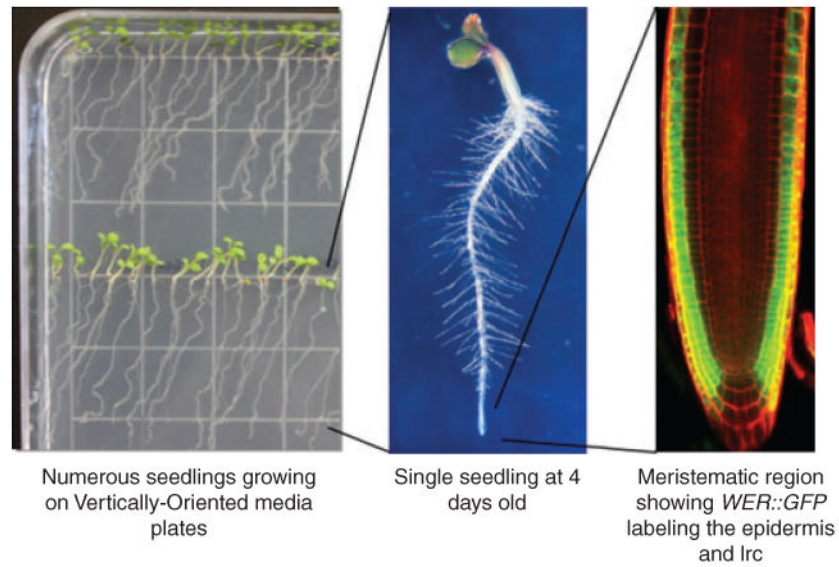 Numerous seedlings growing
on Vertically-Oriented media
plates
Single seedling at 4
days old
Meristematic region
showing WER::GFP
labeling the epidermis
and lrc